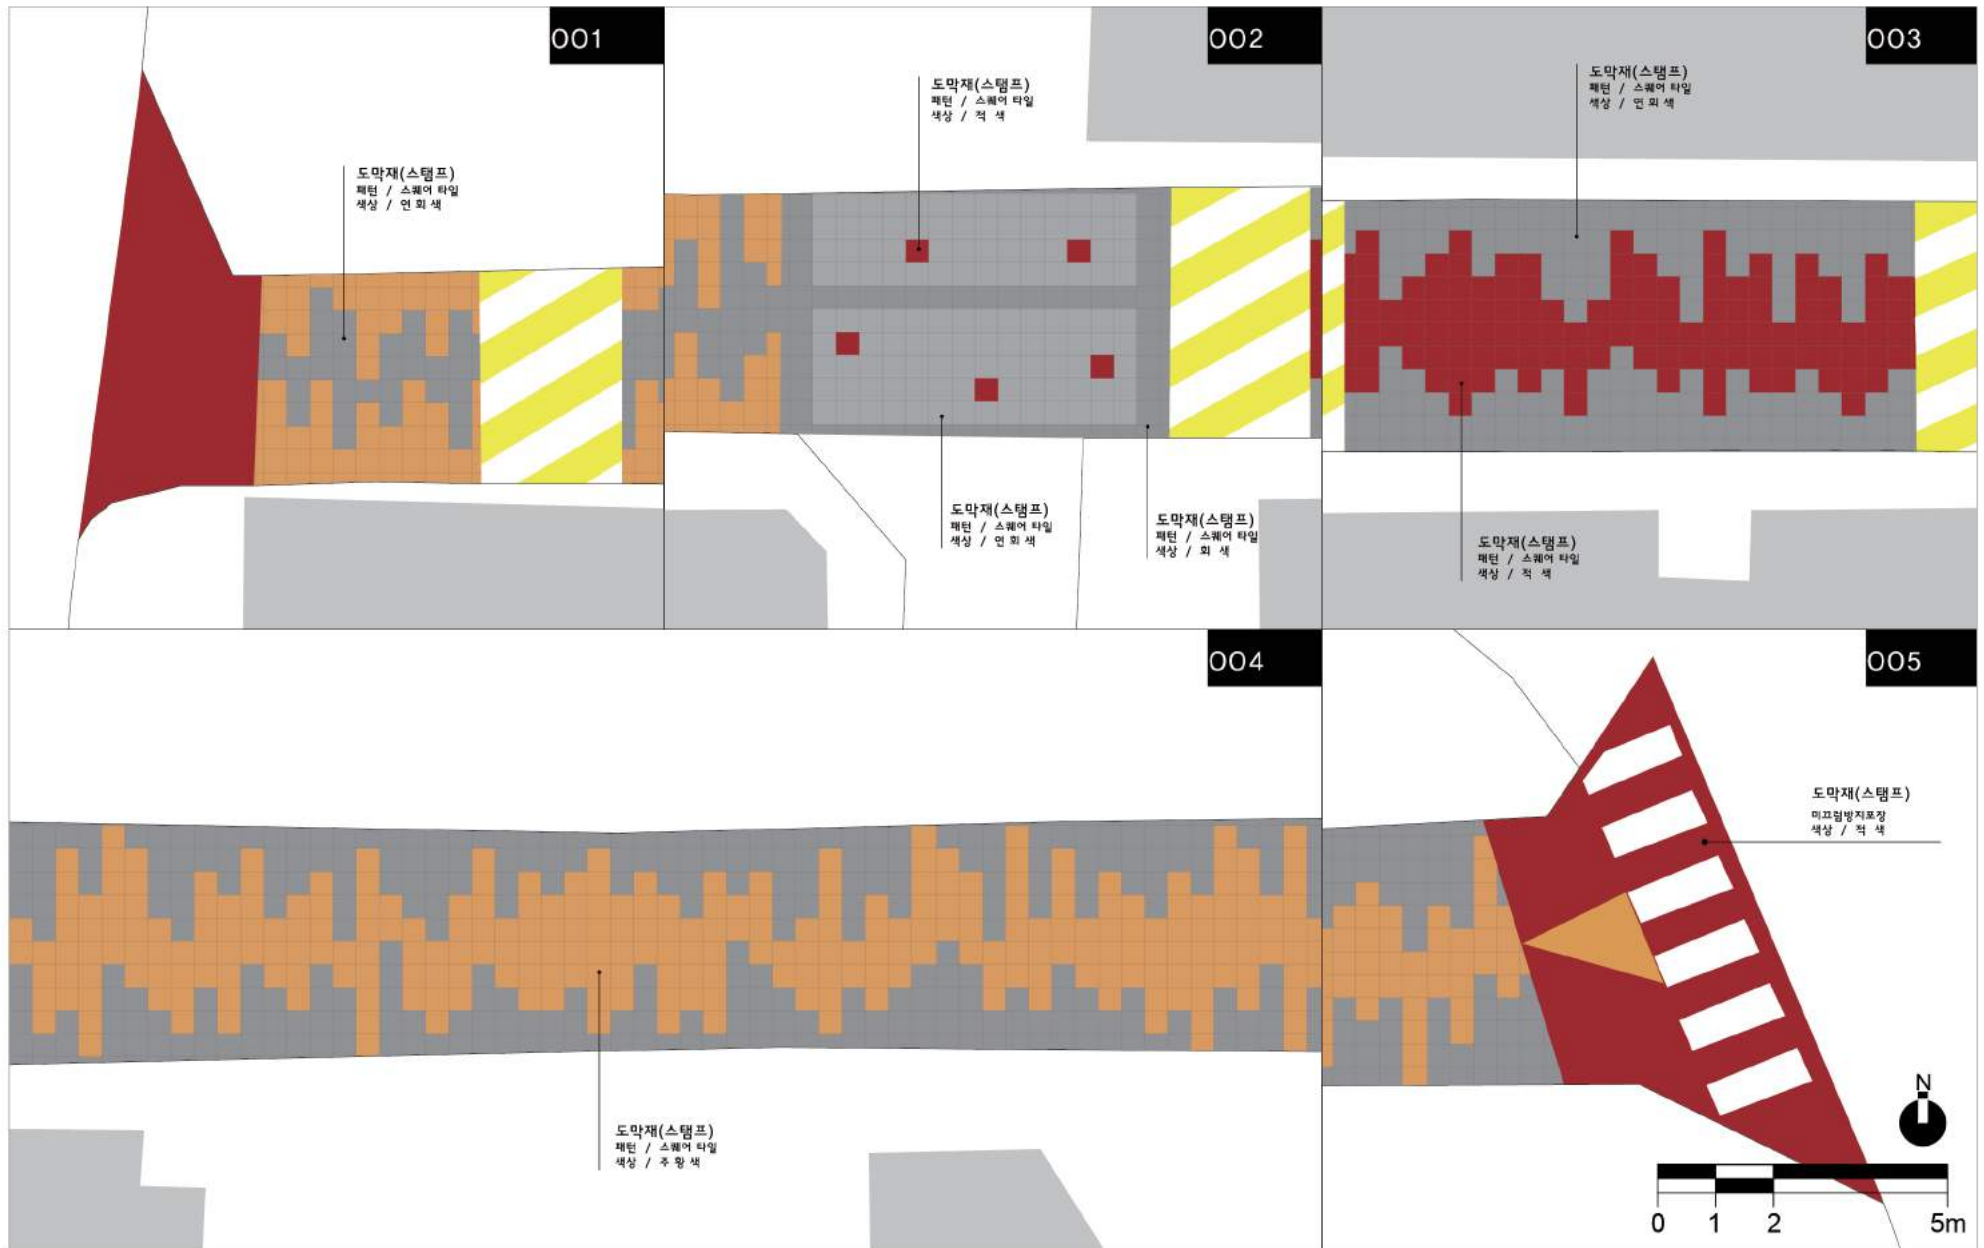 001
도막재(스탬프)
패턴 / 스퀘어 타일
색상 / 연 회 색
002
도막재(스탬프)
패턴 / 스퀘어 타일
색상 / 적 색
도막재(스탬프)
패턴 / 스퀘어 타일
색상 / 연 회 색
도막재(스탬프)
패턴 / 스퀘어 타일
색상 / 회 색
003
도막재(스탬프)
패턴 / 스퀘어 타일
색상 / 연 회 색
도막재(스탬프)
패턴 / 스퀘어 타일
색상 / 적 색
004
도막재(스탬프)
패턴 / 스퀘어 타일
색상 / 주 황 색
005
도막재(스탬프)
미끄럼방지포장
색상 / 적 색
N
0 1 2 5m